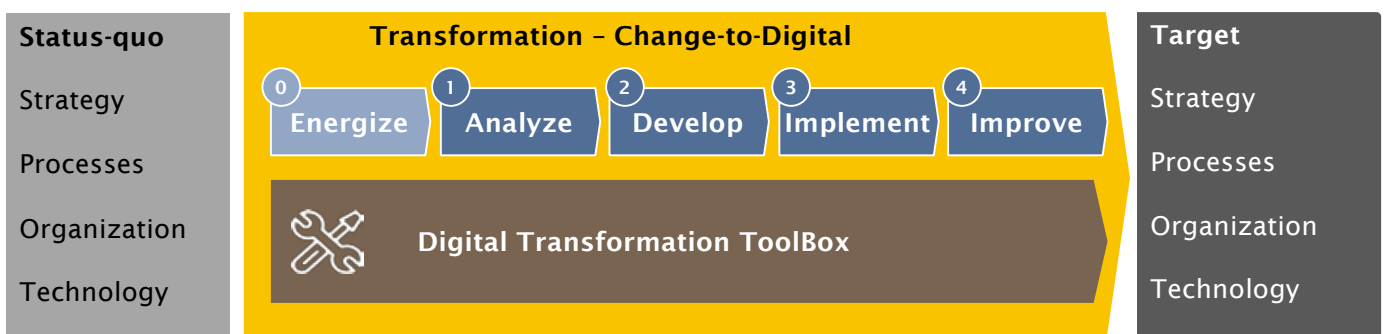 Status-quo
Strategy
Processes
Organization
Technology
Transformation – Change-to-Digital
0
Energize
1
Analyze
2
Develop
3
Implement
4
Improve
Digital Transformation ToolBox
Target
Strategy
Processes
Organization
Technology